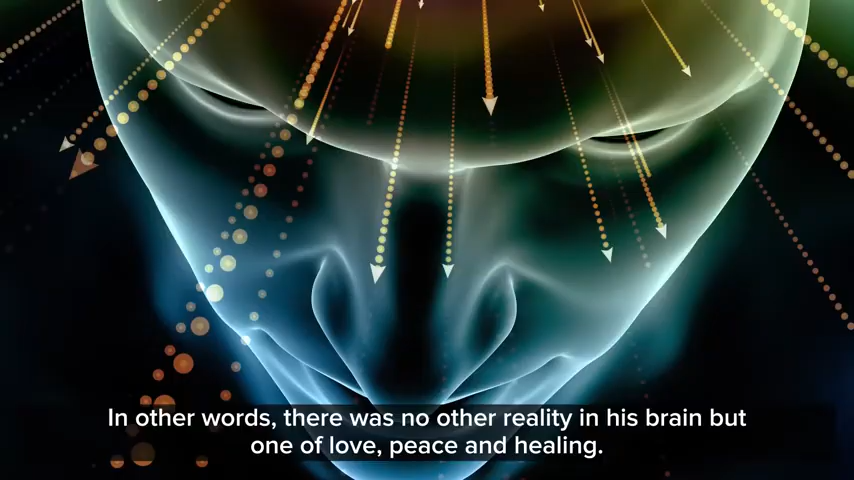 In other words, there was no other reality in his brain but
one of love, peace and healing.